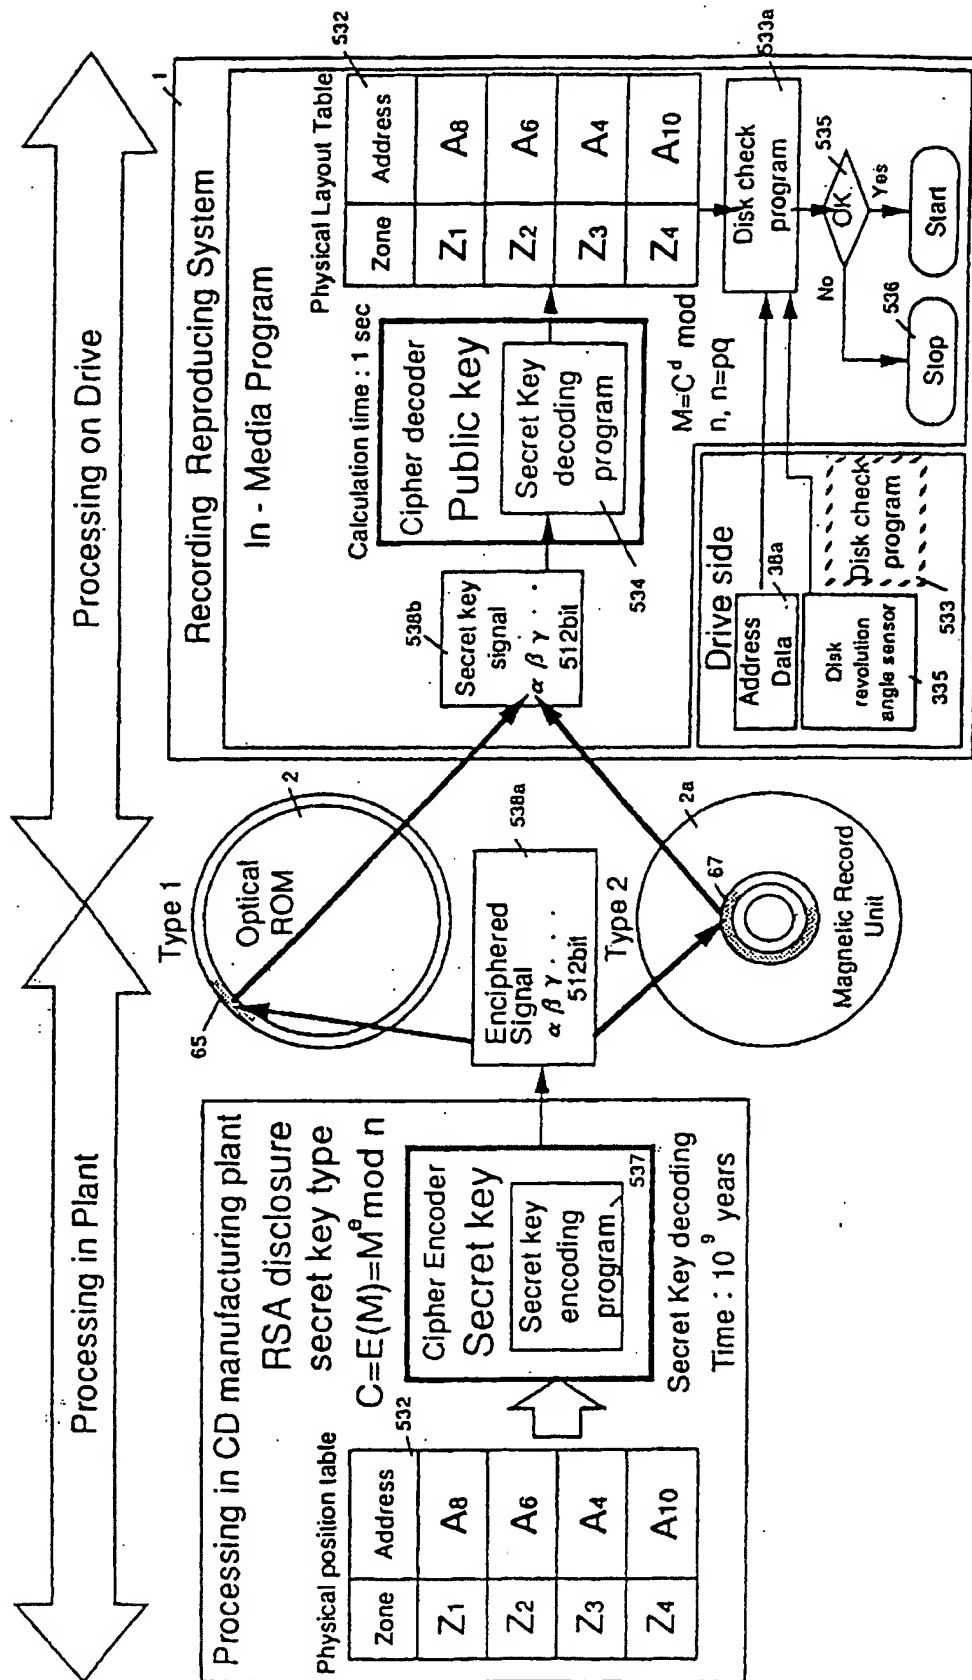 Processing in Plant
Processing on Drive
Processing in CD manufacturing plant
RSA disclosure
secret key type
C=E(M)=M^e mod n
Physical position table
532
Zone Address
Z1 A8
Z2 A6
Z3 A4
Z4 A10
Cipher Encoder
Secret key
Secret key
encoding
program
537
Secret Key decoding
Time : 10^9 years
Type 1
65
2
Optical
ROM
538a
Enciphered
Signal
α β γ . . . .
512bit
Type 2
67
2a
Magnetic Record
Unit
1
Recording Reproducing System
In - Media Program
538b
Secret key
signal
α β γ . .
512bit
Calculation time : 1 sec
Cipher decoder
Public key
Secret Key
decoding
program
534
Physical Layout Table
532
Zone Address
Z1 A8
Z2 A6
Z3 A4
Z4 A10
M=C^d mod
n, n=pq
533a
Disk check
program
535
OK
No
Yes
536
Stop
Start
Drive side
Address
Data
38a
Disk
revolution
angle sensor
335
Disk check
program
533